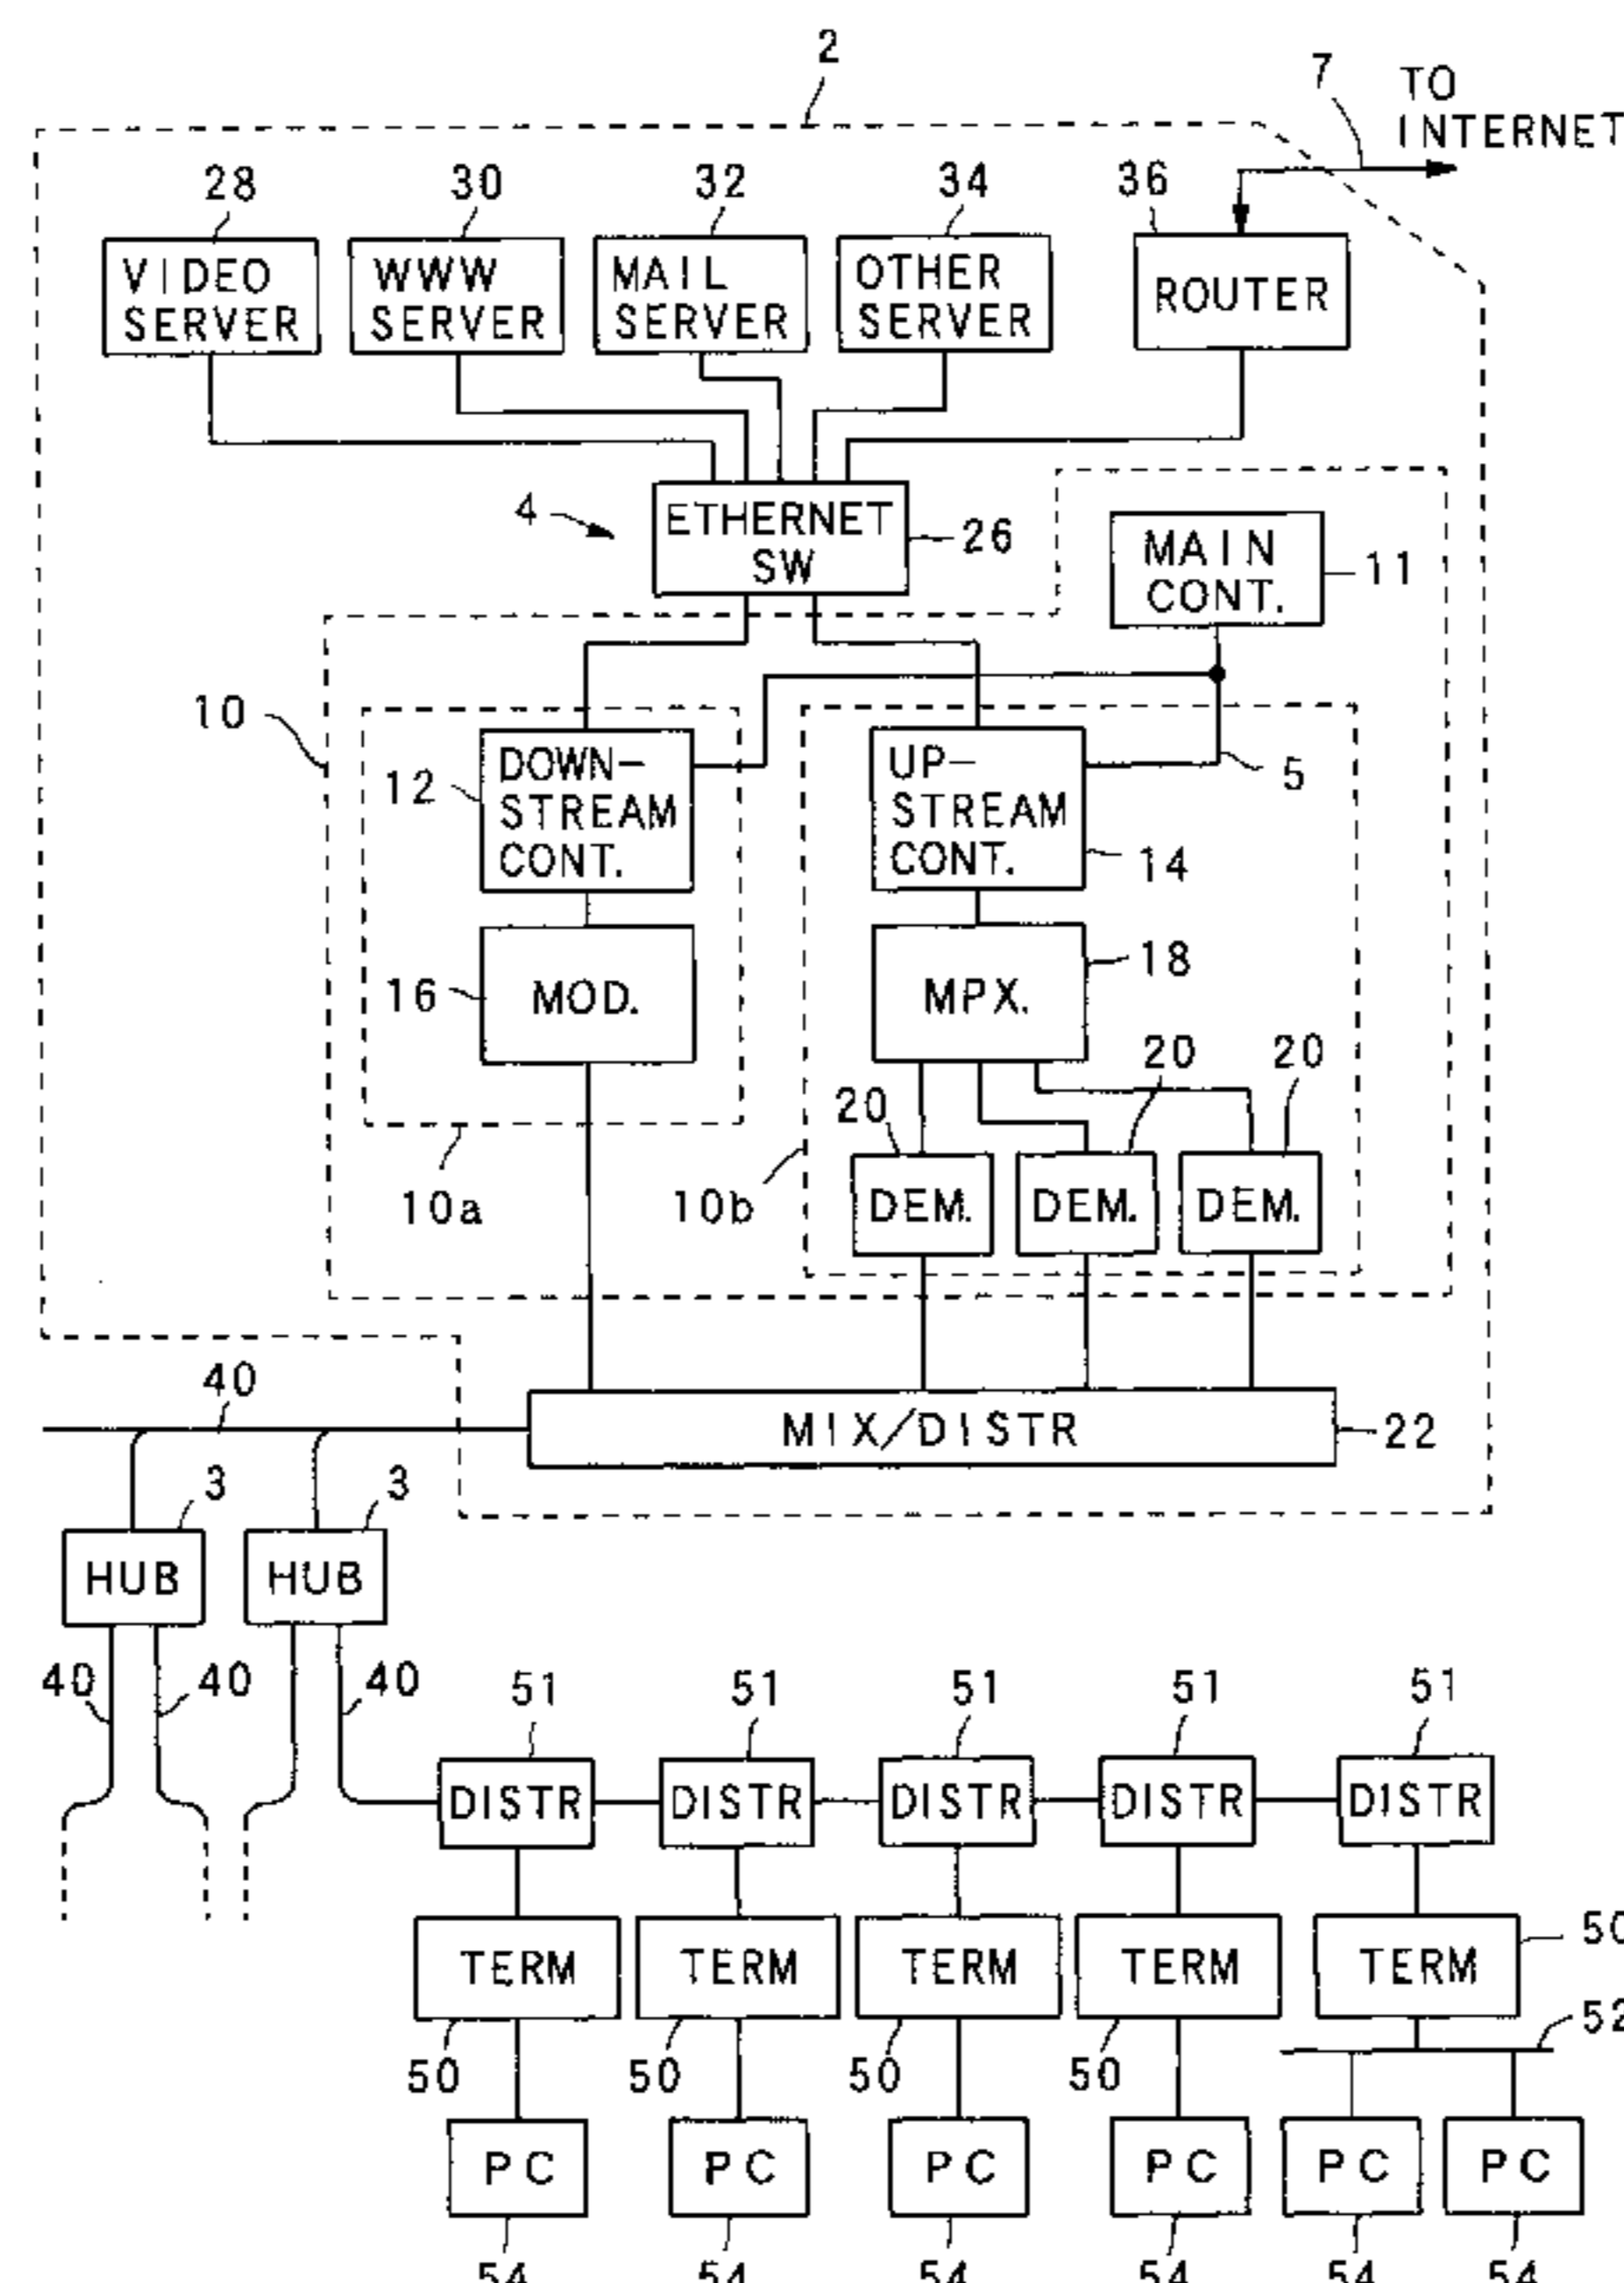 2
7
TO
INTERNET
28
30
32
34
36
VIDEO
SERVER
WWW
SERVER
MAIL
SERVER
OTHER
SERVER
ROUTER
4
ETHERNET
SW
26
MAIN
CONT.
11
10
12
DOWN-
STREAM
CONT.
UP-
STREAM
CONT.
5
14
16
MOD.
MPX.
18
20
20
20
10a
10b
DEM.
DEM.
DEM.
40
MIX/DISTR
22
3
3
HUB
HUB
40
40
40
51
51
51
51
51
DISTR
DISTR
DISTR
DISTR
DISTR
TERM
TERM
TERM
TERM
TERM
50
52
50
50
50
50
PC
PC
PC
PC
PC
PC
54
54
54
54
54
54